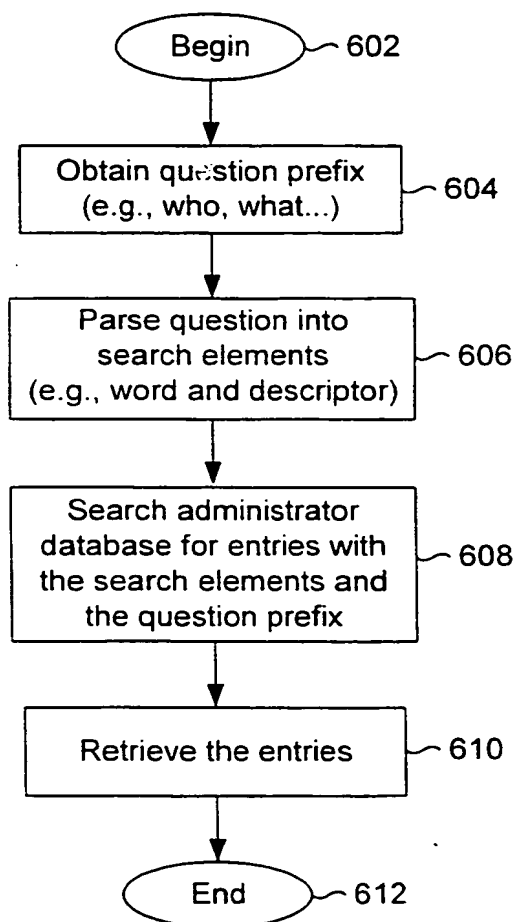 Begin
602
Obtain question prefix
(e.g., who, what...)
604
Parse question into
search elements
(e.g., word and descriptor)
606
Search administrator
database for entries with
the search elements and
the question prefix
608
Retrieve the entries
610
End
612